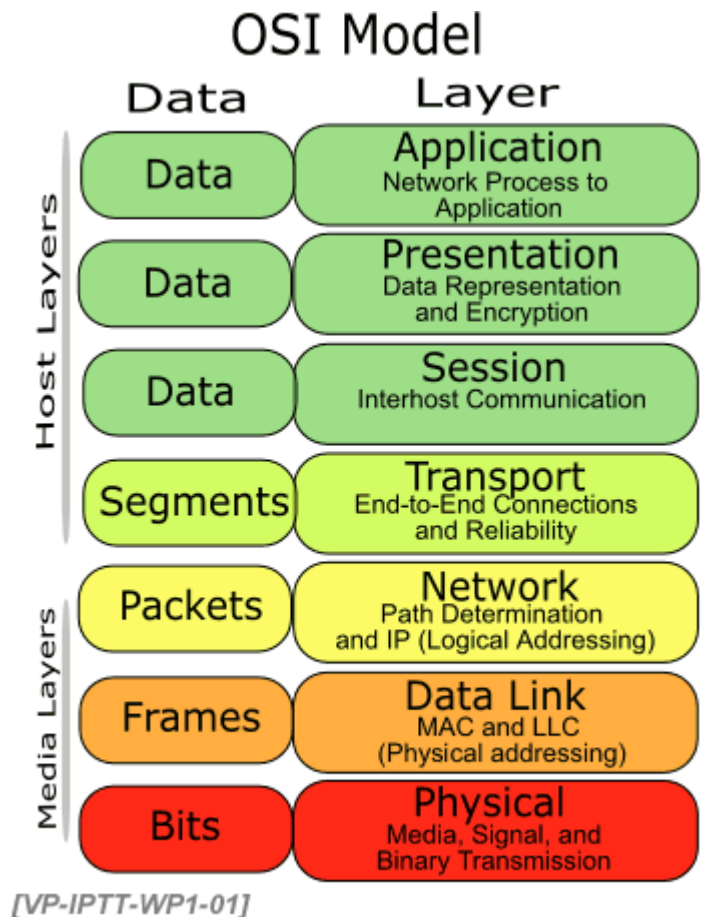 OSI Model
Data Layer
Host Layers
Data
Application
Network Process to
Application
Data
Presentation
Data Representation
and Encryption
Data
Session
Interhost Communication
Segments
Transport
End-to-End Connections
and Reliability
Media Layers
Packets
Network
Path Determination
and IP (Logical Addressing)
Frames
Data Link
MAC and LLC
(Physical addressing)
Bits
Physical
Media, Signal, and
Binary Transmission
[VP-IPTT-WP1-01]